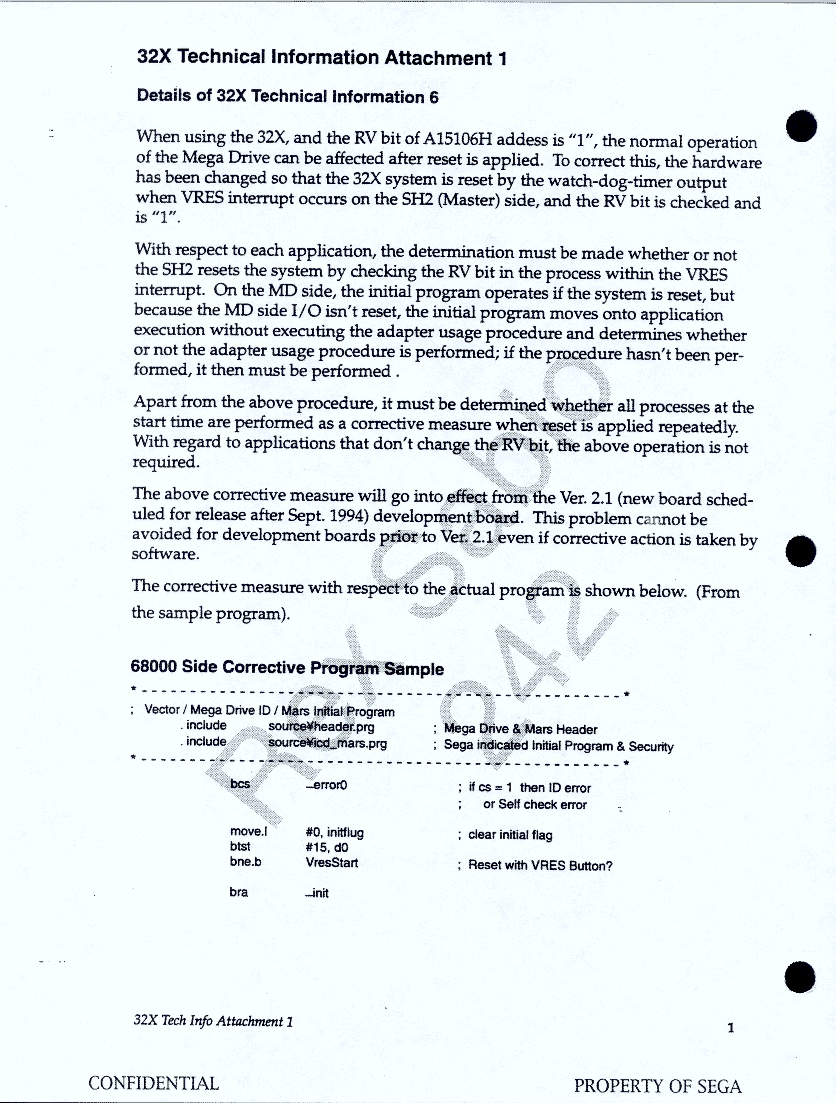 32X Technical Information Attachment 1
Details of 32X Technical Information 6
When using the 32X, and the RV bit of A15106H addess is “1”, the normal operation
of the Mega Drive can be affected after reset is applied. To correct this, the hardware
has been changed so that the 32X system is reset by the watch-dog-timer output
when VRES interrupt occurs on the SH2 (Master) side, and the RV bit is checked and
is “1”.
With respect to each application, the determination must be made whether or not
the SH2 resets the system by checking the RV bit in the process within the VRES
interrupt. On the MD side, the initial program operates if the system is reset, but
because the MD side I/O isn't reset, the initial program moves onto application
execution without executing the adapter usage procedure and determines whether
or not the adapter usage procedure is performed; if the procedure hasn't been per-
formed, it then must be performed .
Apart from the above procedure, it must be determined whether all processes at the
start time are performed as a corrective measure when reset is applied repeatedly.
With regard to applications that don't change the RV bit, the above operation is not
required.
The above corrective measure will go into effect from the Ver. 2.1 (new board sched-
uled for release after Sept. 1994) development board. This problem cannot be
avoided for development boards prior to Ver. 2.1 even if corrective action is taken by
software.
The corrective measure with respect to the actual program is shown below. (From
the sample program).
68000 Side Corrective Program Sample
*------------------------------------------------------*
; Vector / Mega Drive ID / Mars Initial Program
. include source¥header.prg ; Mega Drive & Mars Header
. include source¥icd_mars.prg ; Sega indicated Initial Program & Security
*------------------------------------------------------*
bcs _error0 ; if cs = 1 then ID error
; or Self check error
move.l #0, initflug ; clear initial flag
btst #15, d0
bne.b VresStart ; Reset with VRES Button?
bra _init
Rex Sabio
242
32X Tech Info Attachment 1
1
CONFIDENTIAL
PROPERTY OF SEGA